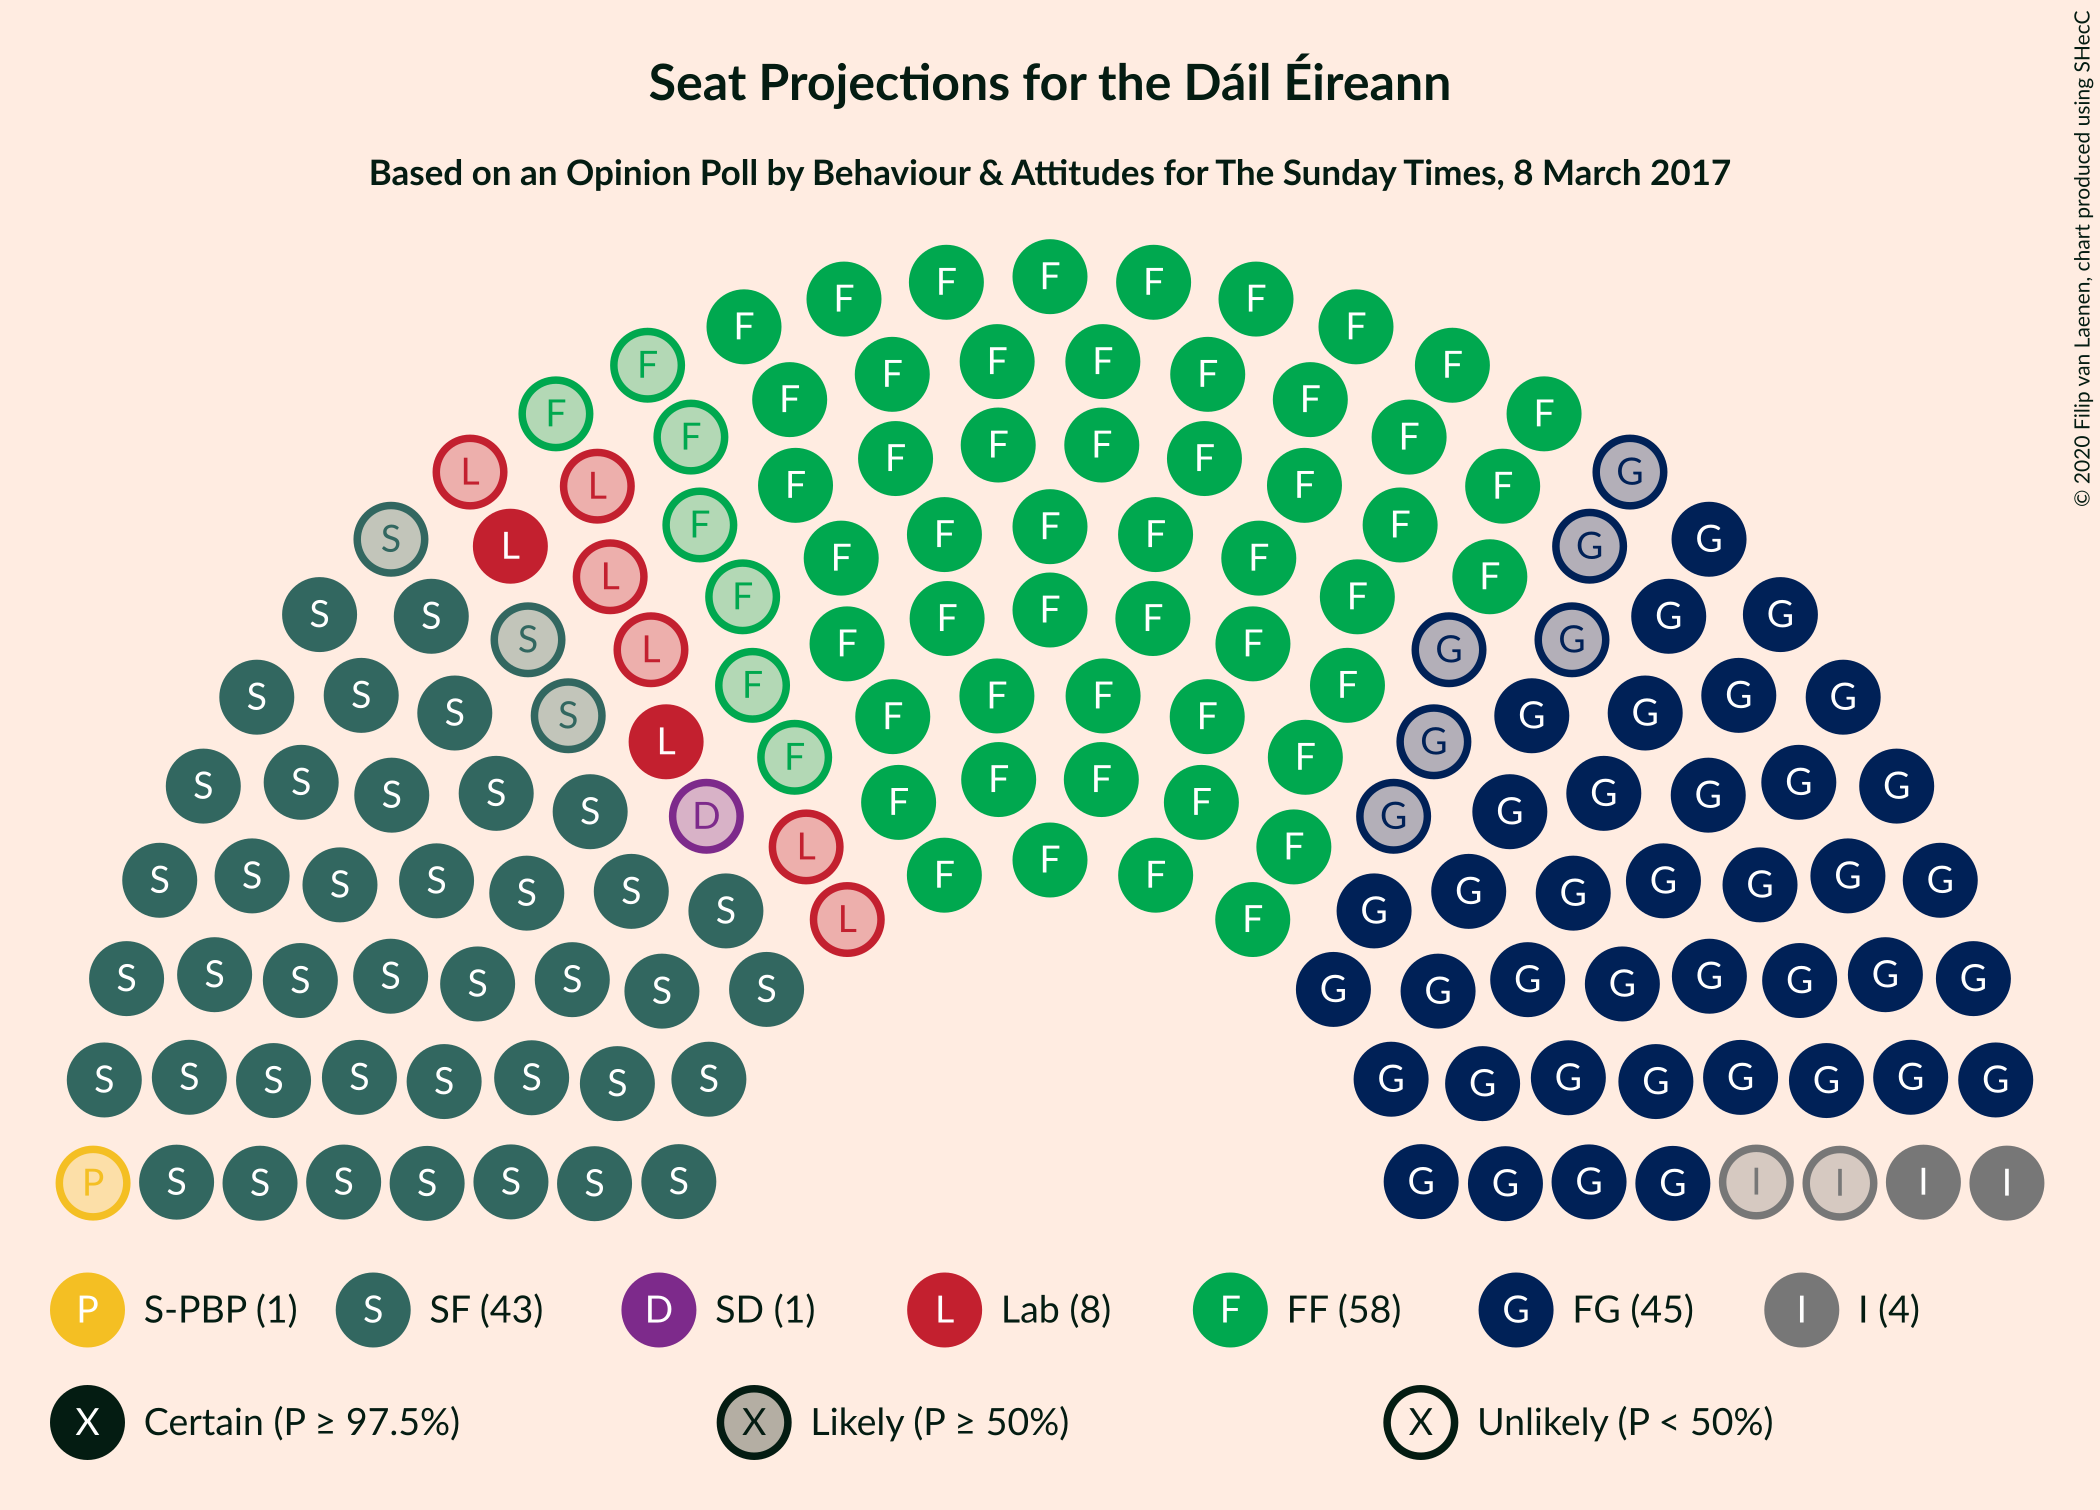 Seat Projections for the Dáil Éireann
Based on an Opinion Poll by Behaviour & Attitudes for The Sunday Times, 8 March 2017
© 2020 Filip van Laenen, chart produced using SHecC
F F F F F
F F F F
F F F F F F
F F F F F F
F F F F F F
L F F F F F F G
L F F F F F F F G
S L F F F F G G
L F F F F F F G
S S S L F F F F F G G G
S S S S L F F F F F G G G G G
S S S S S D F F F F F G G G G G G
S S S S S S S L F F F F F G G G G G G G
S S S S S S S S L F G G G G G G G G
S S S S S S S S G G G G G G G G
P S S S S S S S G G G G I I I I
P S-PBP (1) S SF (43) D SD (1) L Lab (8) F FF (58) G FG (45) I I (4)
X Certain (P ≥ 97.5%) X Likely (P ≥ 50%) X Unlikely (P < 50%)